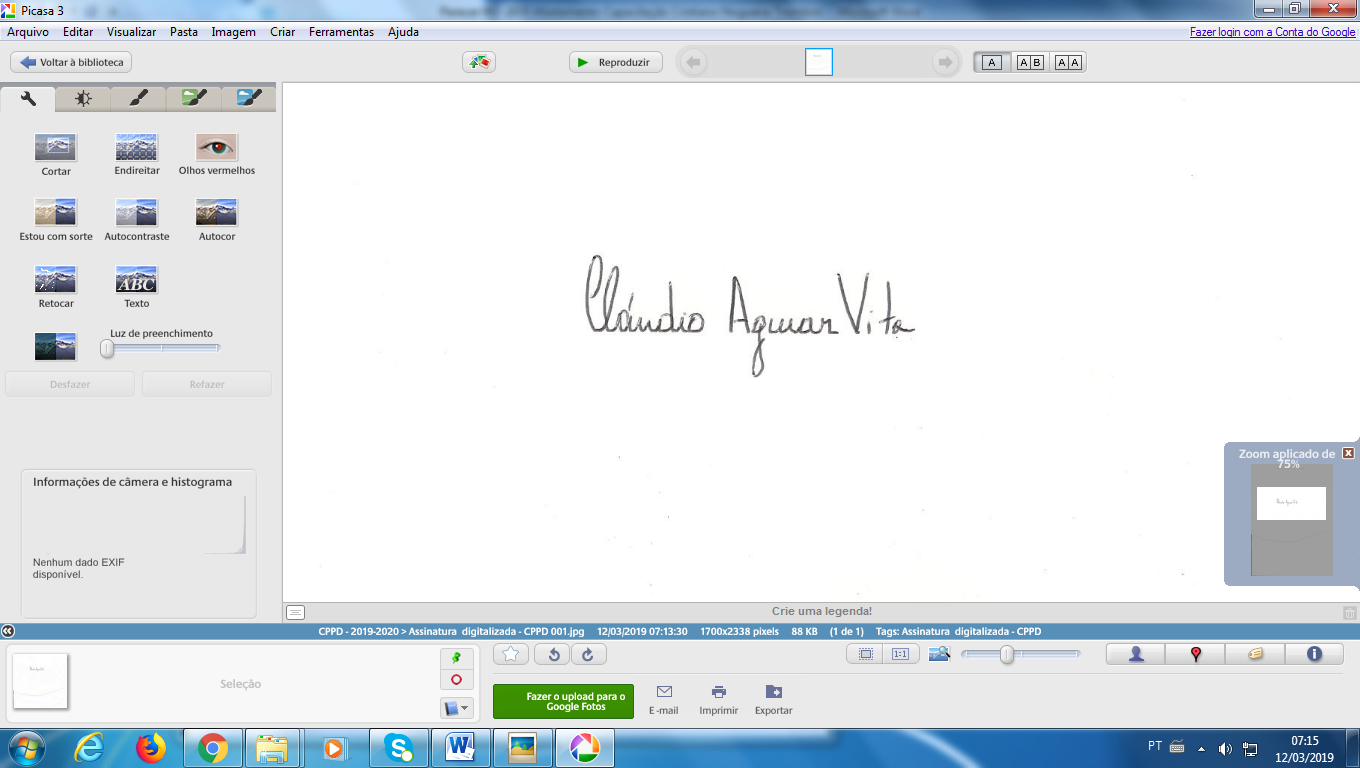 Picasa 3
Arquivo Editar Visualizar Pasta Imagem Criar Ferramentas Ajuda
Fazer login com a Conta do Google
Voltar à biblioteca
Reproduzir
A A B A A
Cortar Endireitar Olhos vermelhos
Estou com sorte Autocontraste Autocor
ABC
Retocar Texto
Luz de preenchimento
Desfazer Refazer
Cláudio Aguiar Vita
Zoom aplicado de
75%
Informações de câmera e histograma
Nenhum dado EXIF
disponível.
Crie uma legenda!
CPPD - 2019-2020 > Assinatura digitalizada - CPPD 001.jpg 12/03/2019 07:13:30 1700x2338 pixels 88 KB (1 de 1) Tags: Assinatura digitalizada - CPPD
1:1
Seleção
Fazer o upload para o
Google Fotos
E-mail Imprimir Exportar
PT
07:15
12/03/2019